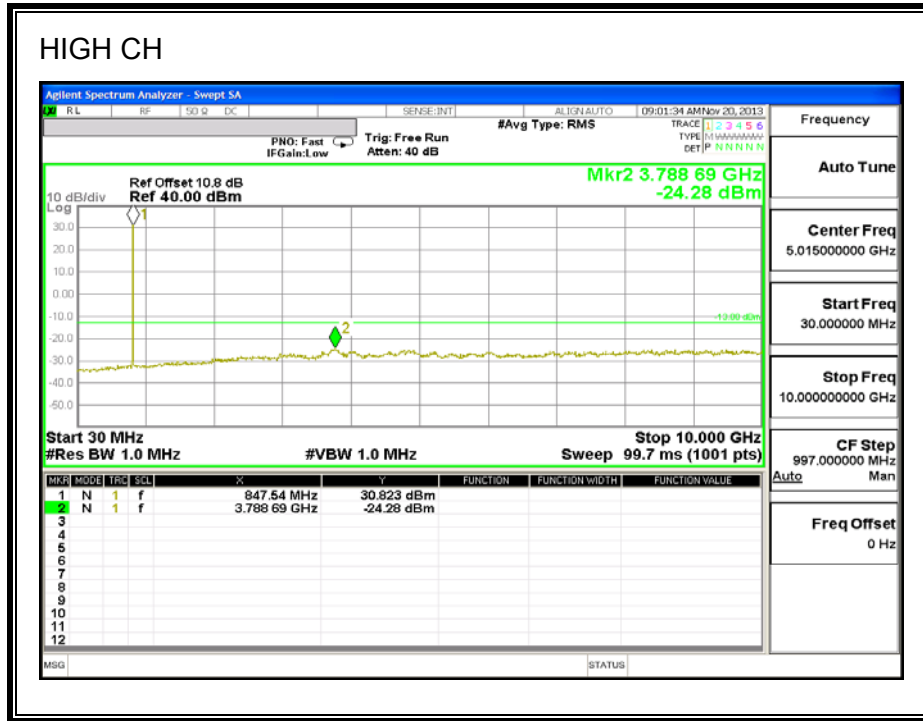 HIGH CH
Agilent Spectrum Analyzer - Swept SA
RL RF 50 Ω DC SENSE:INT ALIGNAUTO 09:01:34 AMNov 20, 2013
#Avg Type: RMS
TRACE 1 2 3 4 5 6
PNO: Fast Trig: Free Run
TYPE M
IFGain:Low Atten: 40 dB
DET P N N N N N
Mkr2 3.788 69 GHz
-24.28 dBm
Ref Offset 10.8 dB
10 dB/div Ref 40.00 dBm
Log
1
30.0
20.0
10.0
0.00
-10.0
-13.00 dBm
2
-20.0
-30.0
-40.0
-50.0
Start 30 MHz Stop 10.000 GHz
#Res BW 1.0 MHz #VBW 1.0 MHz Sweep 99.7 ms (1001 pts)
MKR MODE TRC SCL X Y FUNCTION FUNCTION WIDTH FUNCTION VALUE
1 N 1 f 847.54 MHz 30.823 dBm
2 N 1 f 3.788 69 GHz -24.28 dBm
3
4
5
6
7
8
9
10
11
12
MSG STATUS
Frequency
Auto Tune
Center Freq
5.015000000 GHz
Start Freq
30.000000 MHz
Stop Freq
10.000000000 GHz
CF Step
997.000000 MHz
Auto Man
Freq Offset
0 Hz